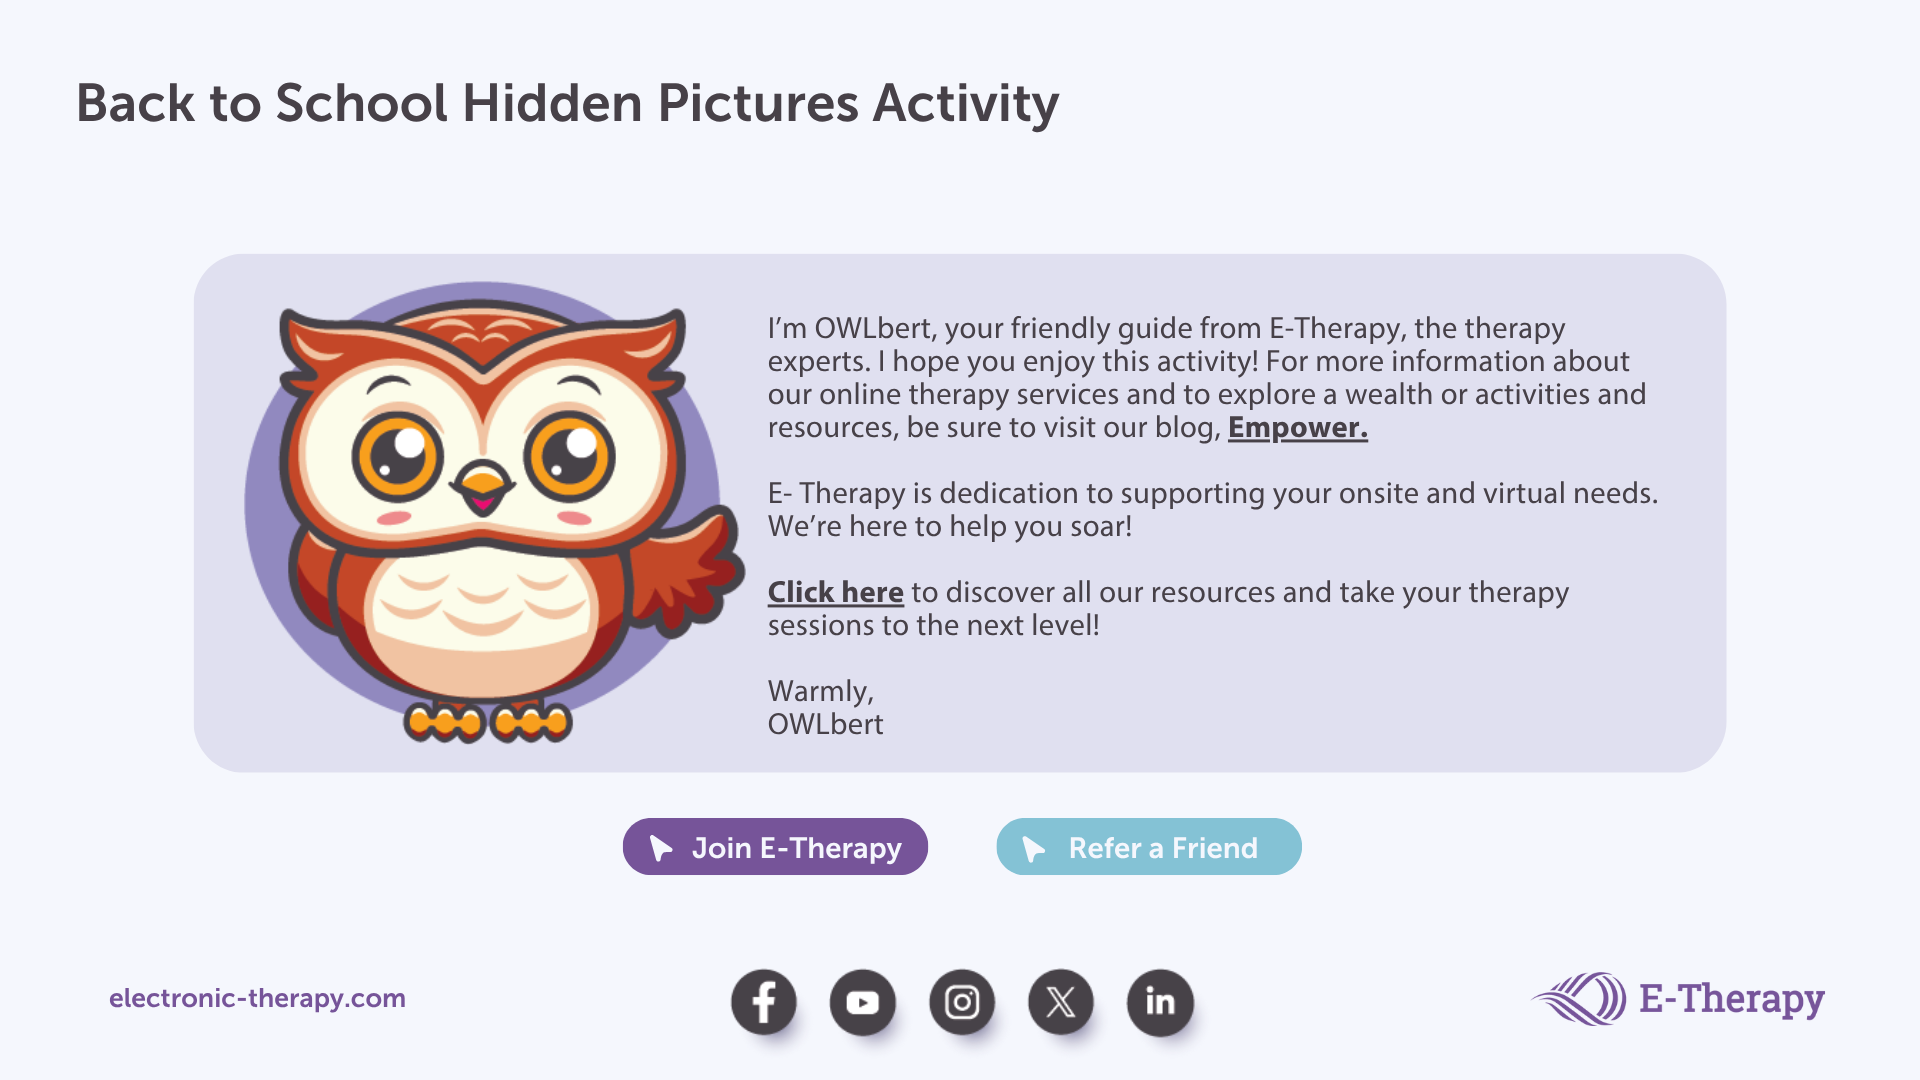 Back to School Hidden Pictures Activity
I’m OWLbert, your friendly guide from E-Therapy, the therapy
experts. I hope you enjoy this activity! For more information about
our online therapy services and to explore a wealth or activities and
resources, be sure to visit our blog, Empower.
E- Therapy is dedication to supporting your onsite and virtual needs.
We’re here to help you soar!
Click here to discover all our resources and take your therapy
sessions to the next level!
Warmly,
OWLbert
Join E-Therapy
Refer a Friend
electronic-therapy.com
E-Therapy